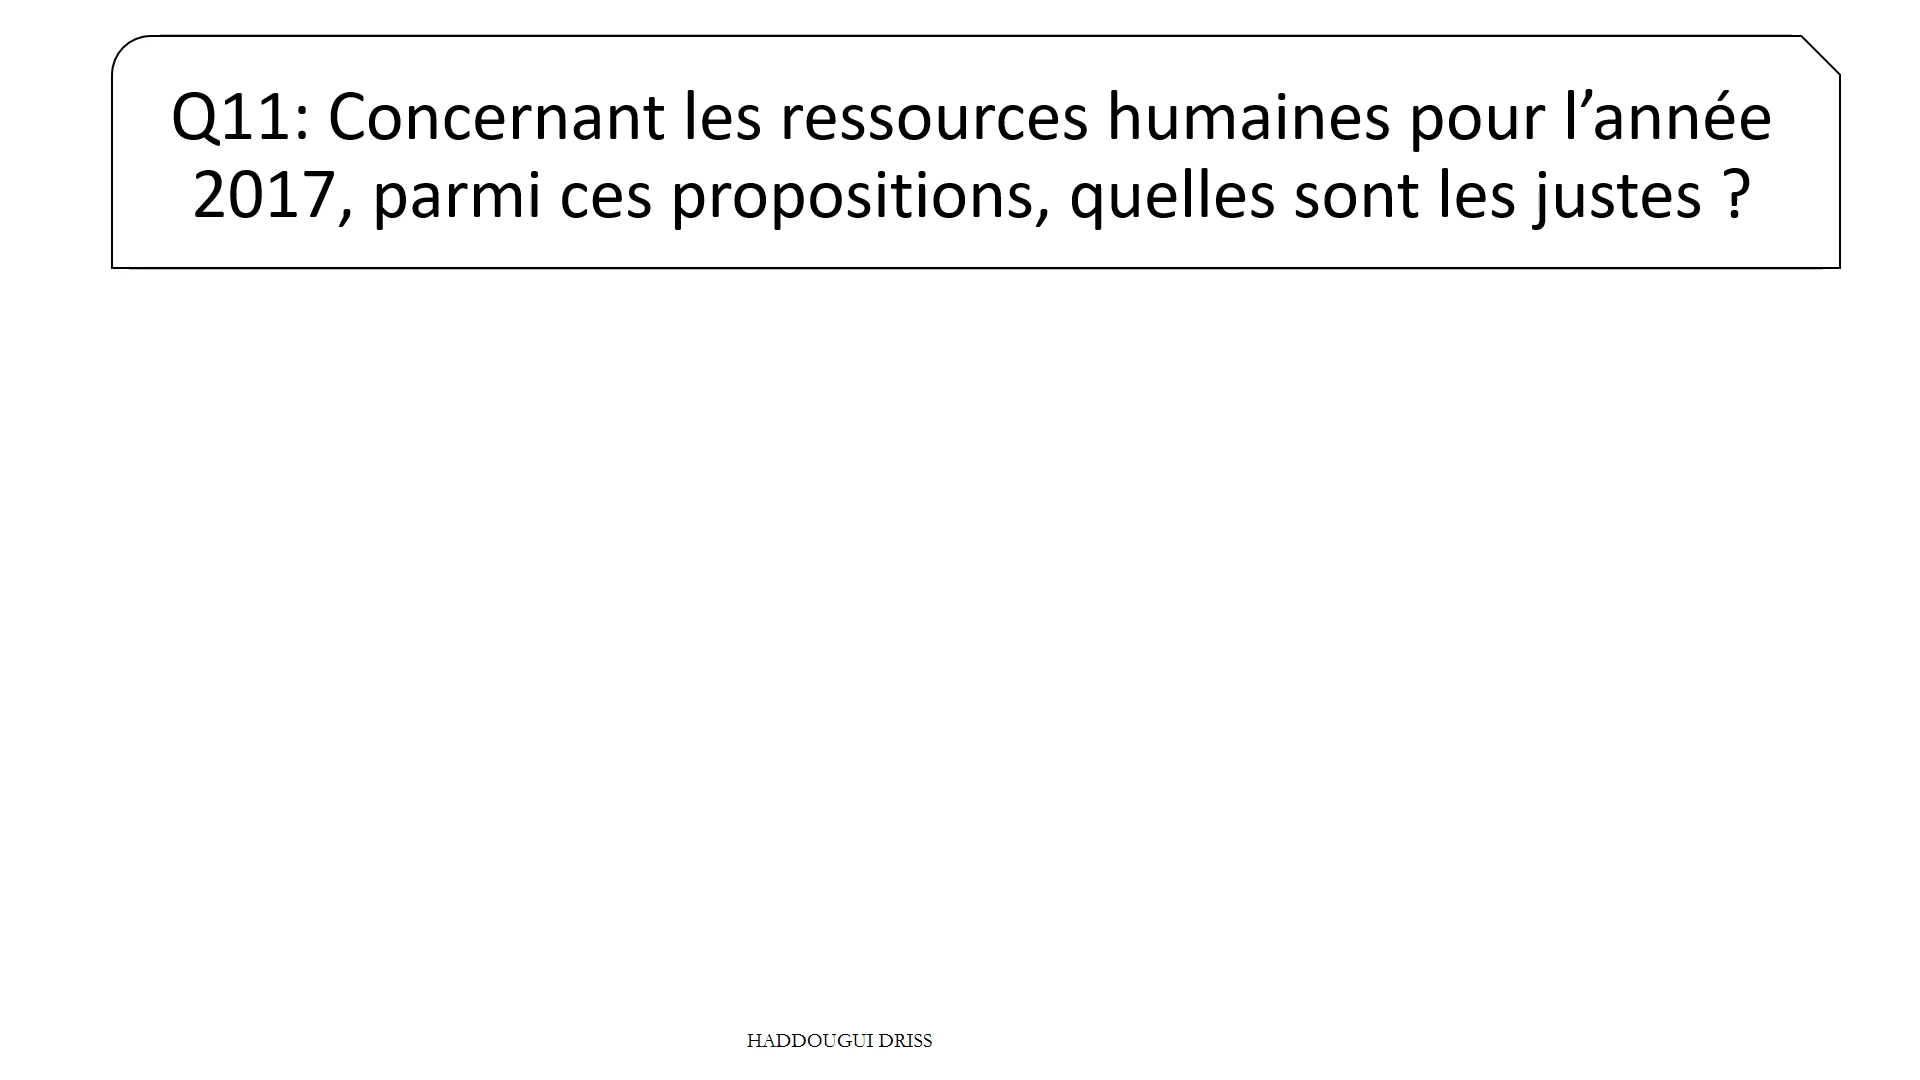 Q11: Concernant les ressources humaines pour l’année
2017, parmi ces propositions, quelles sont les justes ?
HADDOUGUI DRISS